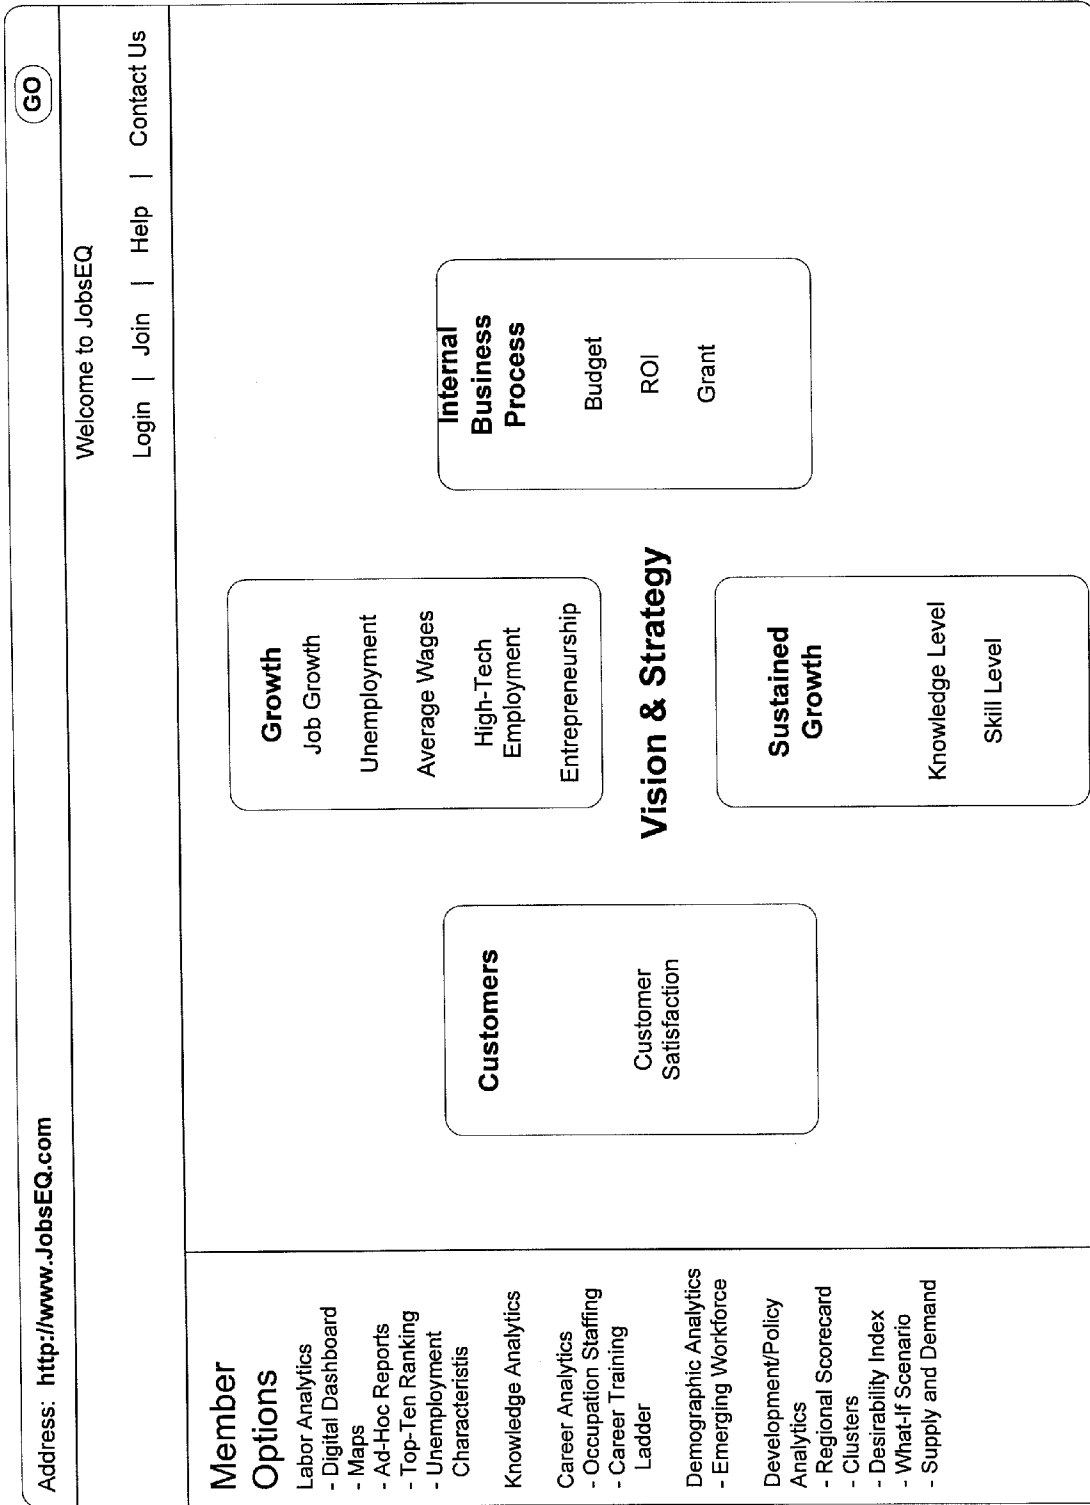 Address: http://www.JobsEQ.com
GO
Welcome to JobsEQ
Login | Join | Help | Contact Us
Member
Options
Labor Analytics
- Digital Dashboard
- Maps
- Ad-Hoc Reports
- Top-Ten Ranking
- Unemployment
Characteristis
Knowledge Analytics
Career Analytics
- Occupation Staffing
- Career Training
Ladder
Demographic Analytics
- Emerging Workforce
Development/Policy
Analytics
- Regional Scorecard
- Clusters
- Desirability Index
- What-If Scenario
- Supply and Demand
Growth
Job Growth
Unemployment
Average Wages
High-Tech
Employment
Entrepreneurship
Customers
Customer
Satisfaction
Vision & Strategy
Internal
Business
Process
Budget
ROI
Grant
Sustained
Growth
Knowledge Level
Skill Level